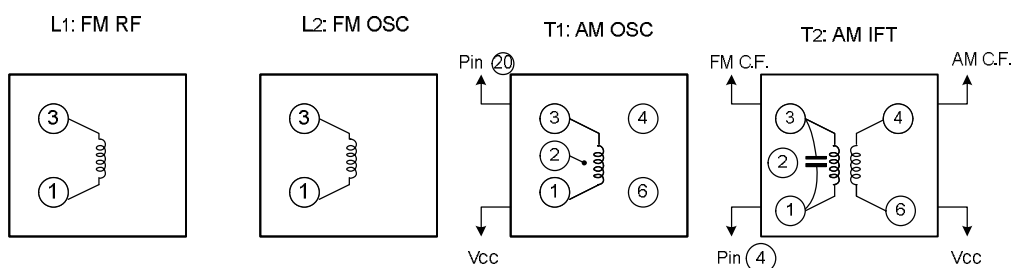 L1: FM RF
L2: FM OSC
T1: AM OSC
T2: AM IFT
Pin 20
FM C.F.
AM C.F.
3
3
3
4
3
4
2
2
1
1
1
6
1
6
Vcc
Pin 4
Vcc